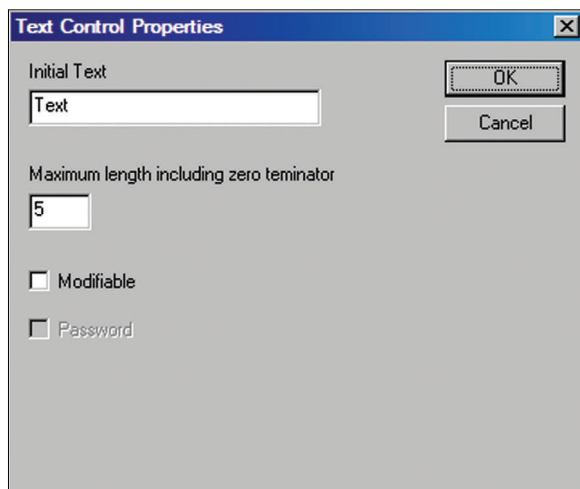 Text Control Properties
Initial Text
OK
Text
Cancel
Maximum length including zero teminator
5
Modifiable
Password